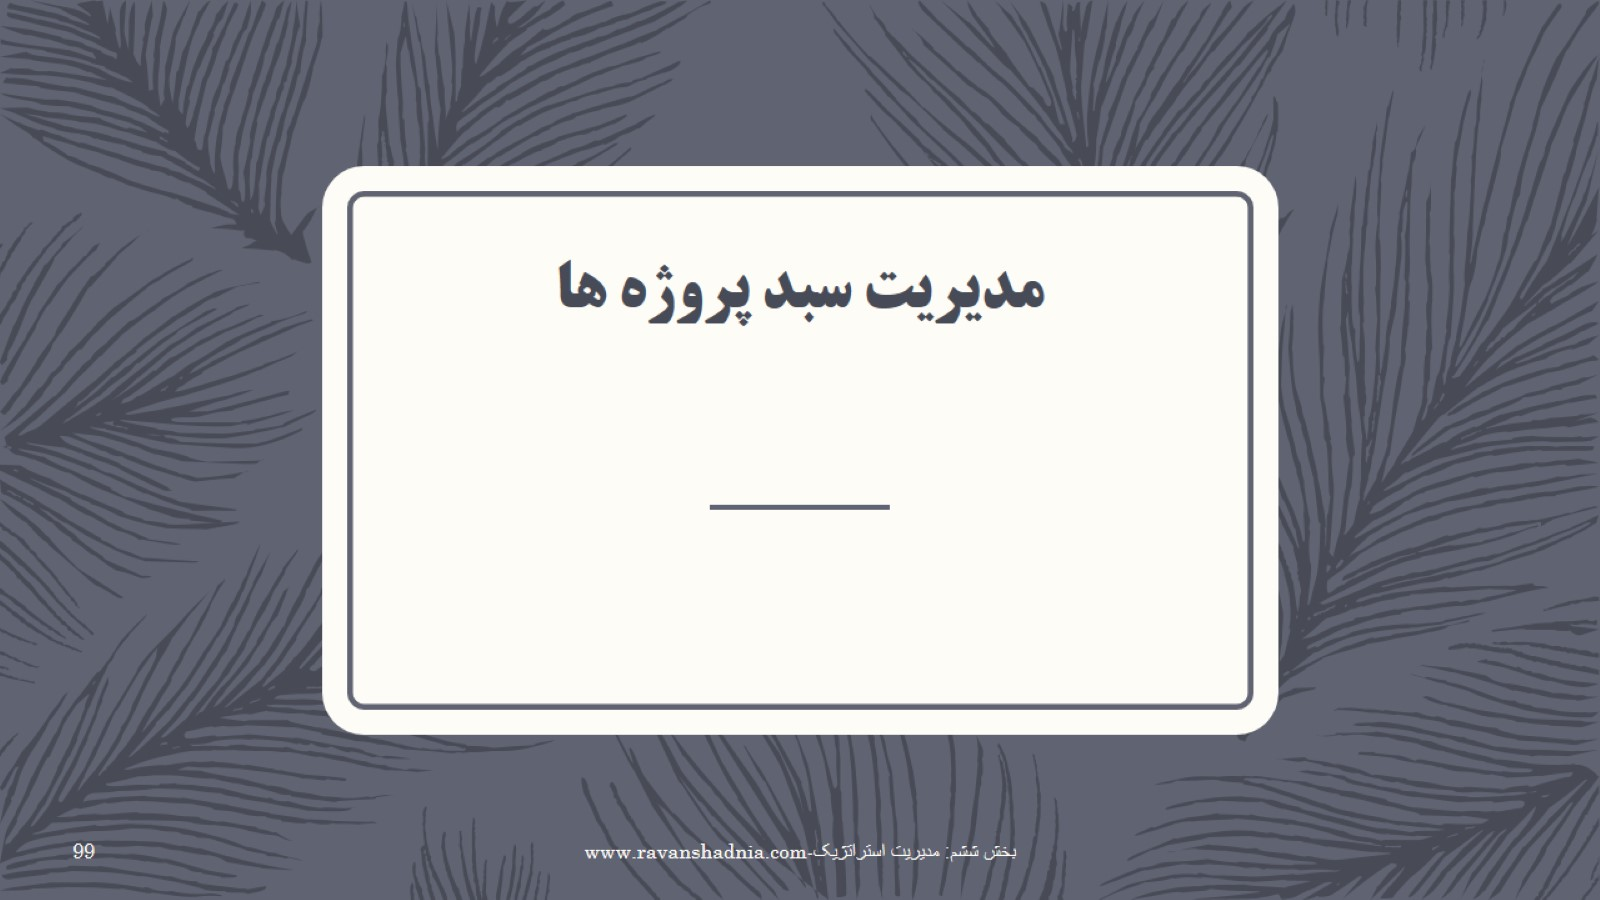 مدیریت سبد پروژه ها
بخش ششم: مدیریت استراتژیک-www.ravanshadnia.com
99